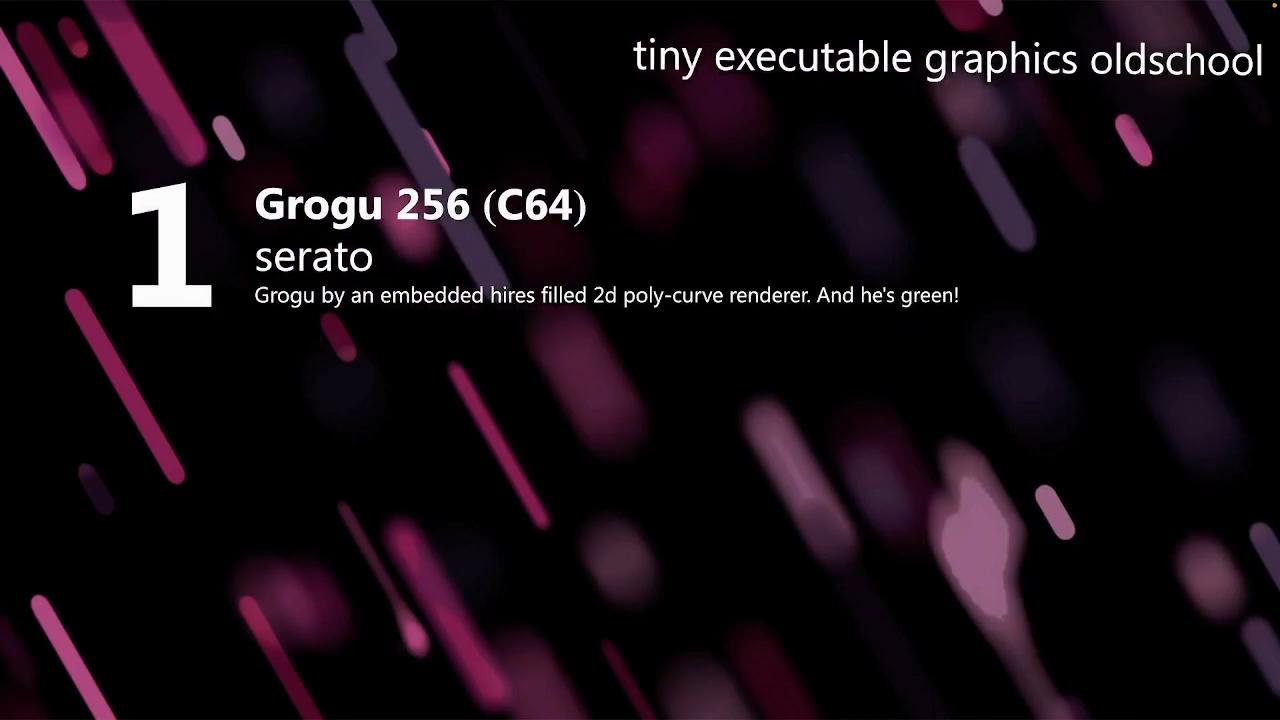 tiny executable graphics oldschool
1
Grogu 256 (C64)
serato
Grogu by an embedded hires filled 2d poly-curve renderer. And he's green!